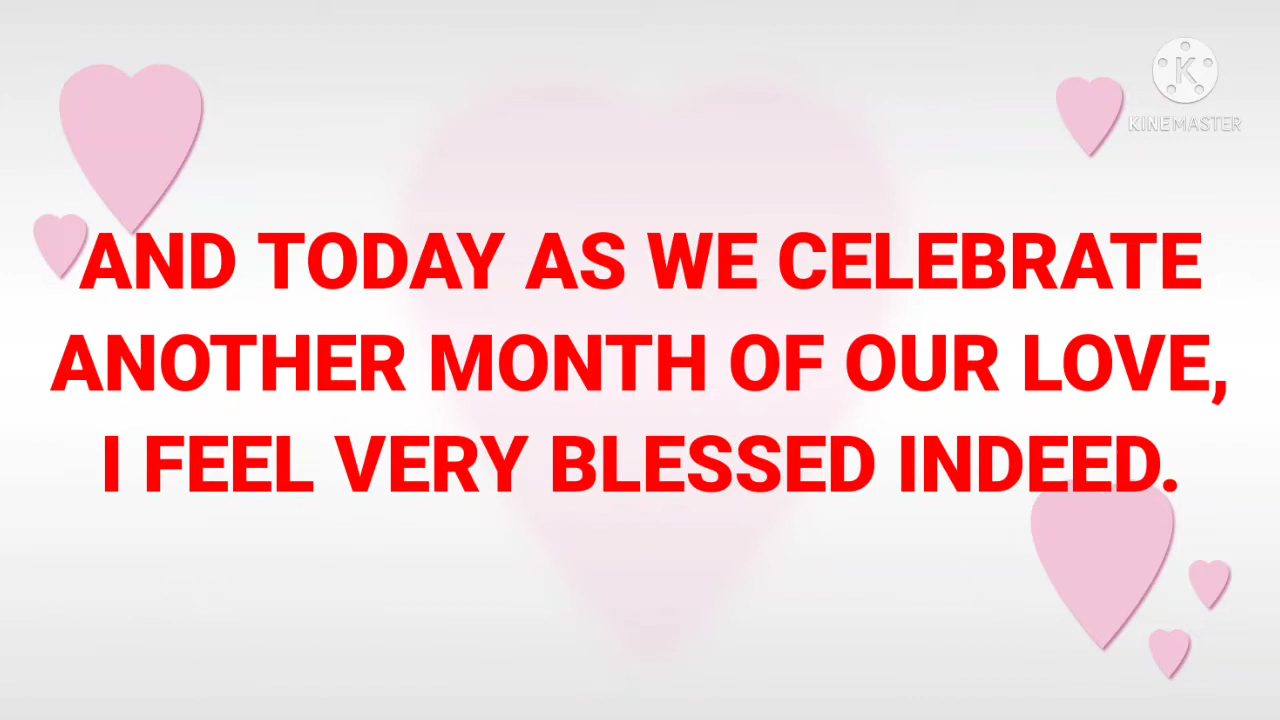 K
KINEMASTER
AND TODAY AS WE CELEBRATE
ANOTHER MONTH OF OUR LOVE,
I FEEL VERY BLESSED INDEED.